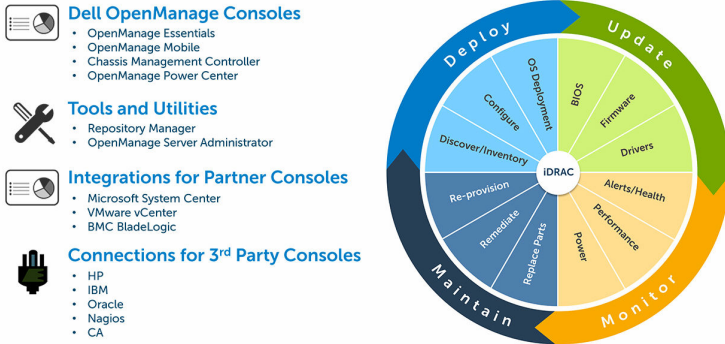 Dell OpenManage Consoles
• OpenManage Essentials
• OpenManage Mobile
• Chassis Management Controller
• OpenManage Power Center
Tools and Utilities
• Repository Manager
• OpenManage Server Administrator
Integrations for Partner Consoles
• Microsoft System Center
• VMware vCenter
• BMC BladeLogic
Connections for 3rd Party Consoles
• HP
• IBM
• Oracle
• Nagios
• CA
Deploy
Discover/Inventory
Configure
OS Deployment
Update
BIOS
Firmware
Drivers
iDRAC
Monitor
Alerts/Health
Performance
Power
Maintain
Replace Parts
Remediate
Re-provision